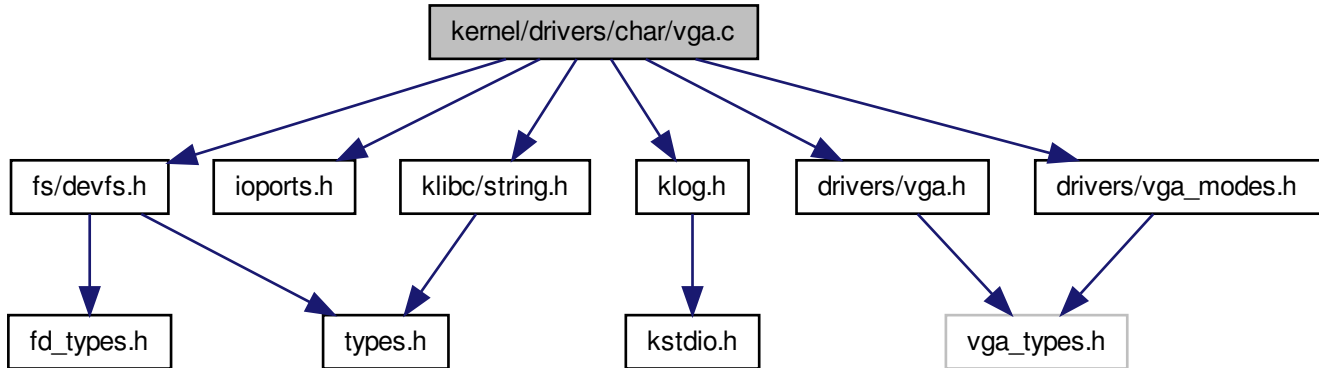 kernel/drivers/char/vga.c
fs/devfs.h
ioports.h
klibc/string.h
klog.h
drivers/vga.h
drivers/vga_modes.h
fd_types.h
types.h
kstdio.h
vga_types.h